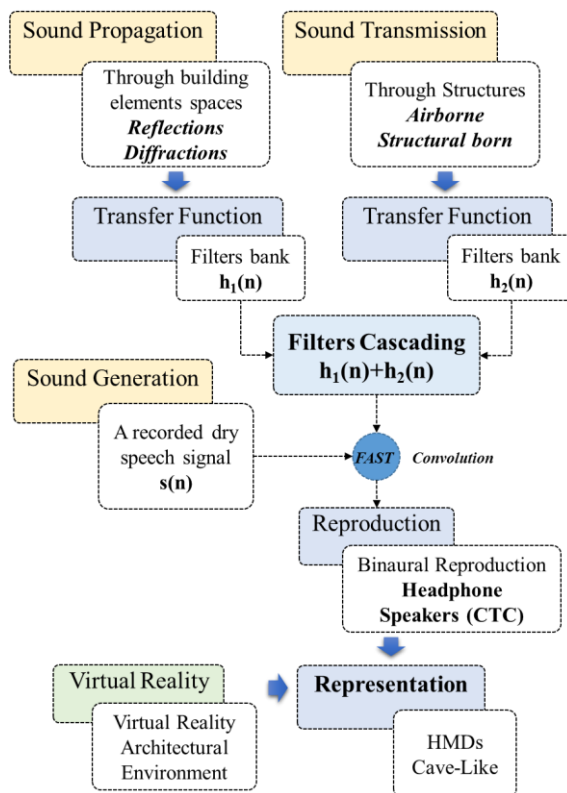 Sound Propagation
Through building
elements spaces
Reflections
Diffractions
Sound Transmission
Through Structures
Airborne
Structural born
Transfer Function
Filters bank
h₁(n)
Transfer Function
Filters bank
h₂(n)
Filters Cascading
h₁(n)+h₂(n)
Sound Generation
A recorded dry
speech signal
s(n)
FAST Convolution
Reproduction
Binaural Reproduction
Headphone
Speakers (CTC)
Virtual Reality
Virtual Reality
Architectural
Environment
Representation
HMDs
Cave-Like